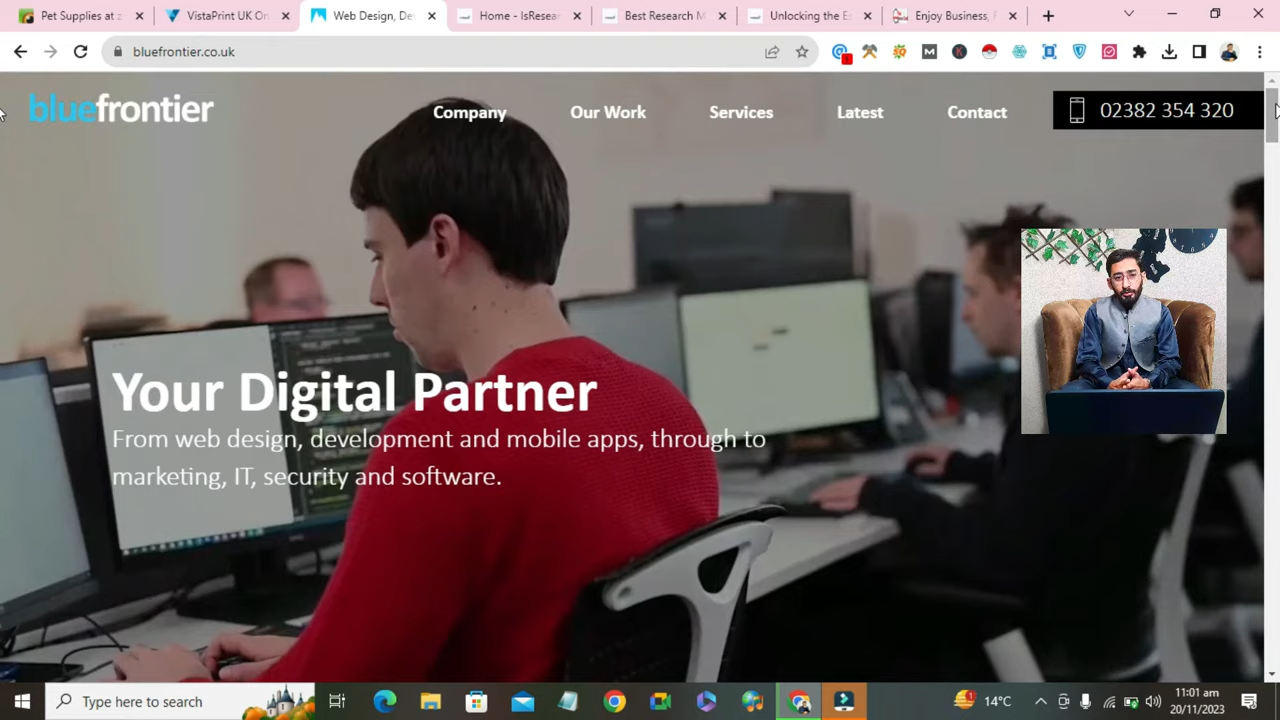 Pet Supplies at z
VistaPrint UK On
Web Design, De
Home - IsResea
Best Research M
Unlocking the E
Enjoy Business, F
bluefrontier.co.uk
1
bluefrontier
Company
Our Work
Services
Latest
Contact
02382 354 320
Your Digital Partner
From web design, development and mobile apps, through to
marketing, IT, security and software.
Type here to search
1
14°C
11:01 am
20/11/2023